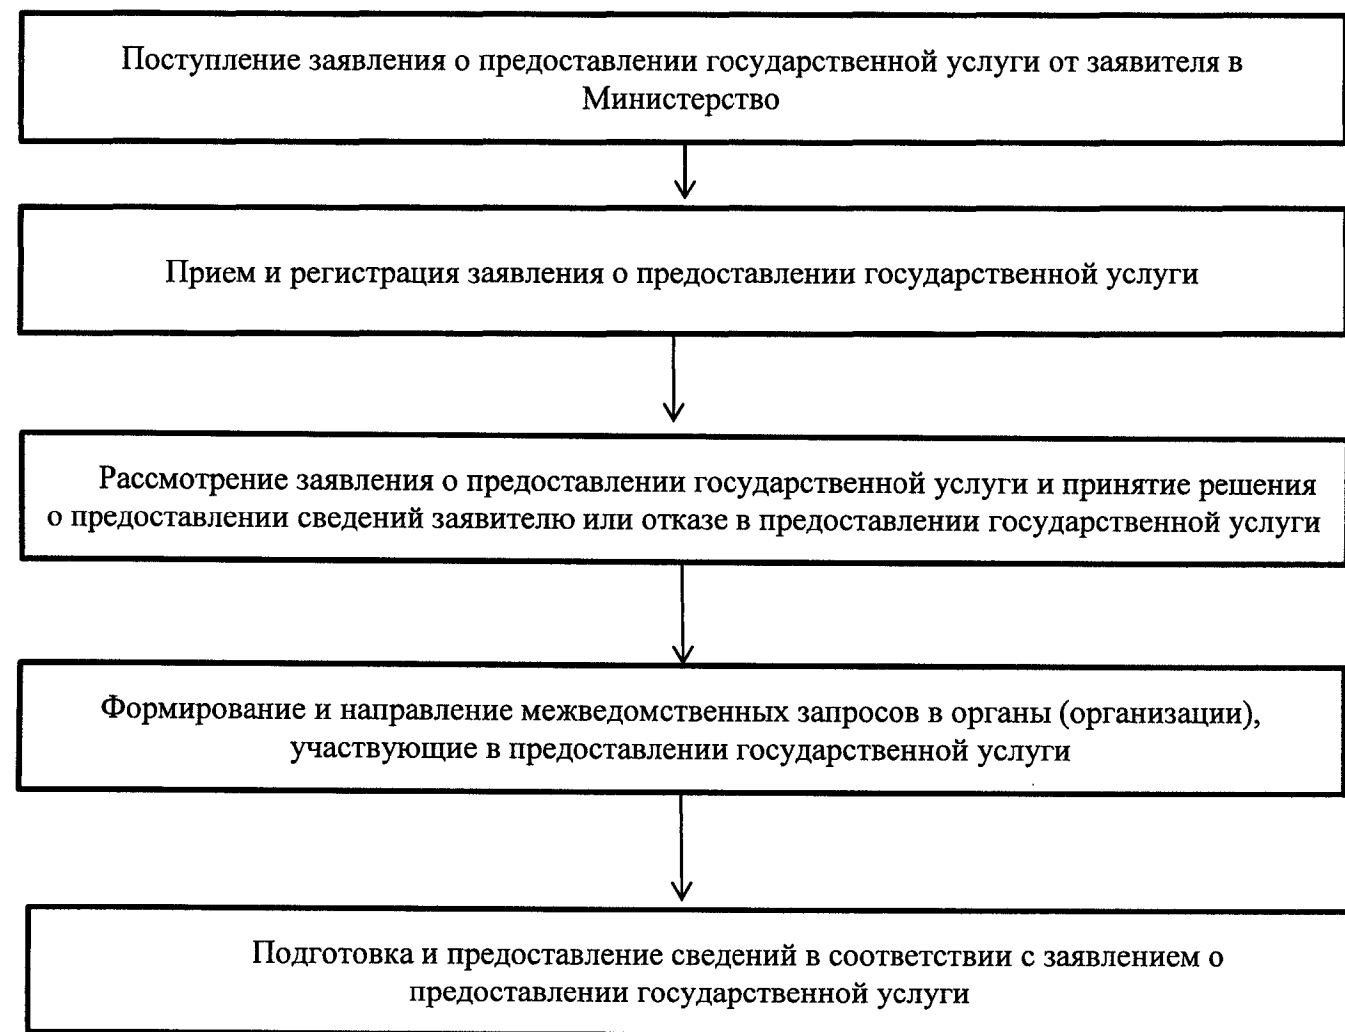 Поступление заявления о предоставлении государственной услуги от заявителя в
Министерство
Прием и регистрация заявления о предоставлении государственной услуги
Рассмотрение заявления о предоставлении государственной услуги и принятие решения
о предоставлении сведений заявителю или отказе в предоставлении государственной услуги
Формирование и направление межведомственных запросов в органы (организации),
участвующие в предоставлении государственной услуги
Подготовка и предоставление сведений в соответствии с заявлением о
предоставлении государственной услуги